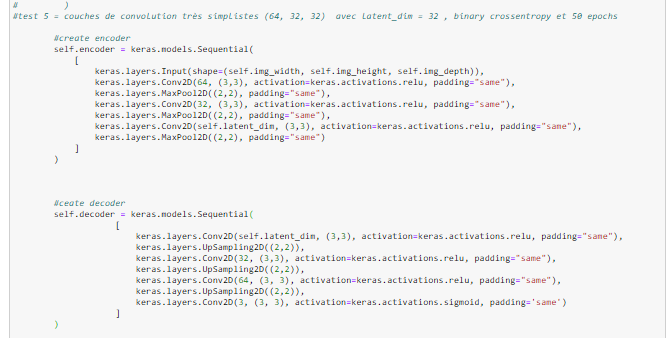 #        )
#test 5 = couches de convolution très simplistes (64, 32, 32)  avec latent_dim = 32 , binary crossentropy et 50 epochs
#create encoder
self.encoder = keras.models.Sequential(
[
keras.layers.Input(shape=(self.img_width, self.img_height, self.img_depth)),
keras.layers.Conv2D(64, (3,3), activation=keras.activations.relu, padding="same"),
keras.layers.MaxPool2D((2,2), padding="same"),
keras.layers.Conv2D(32, (3,3), activation=keras.activations.relu, padding="same"),
keras.layers.MaxPool2D((2,2), padding="same"),
keras.layers.Conv2D(self.latent_dim, (3,3), activation=keras.activations.relu, padding="same"),
keras.layers.MaxPool2D((2,2), padding="same")
]
)
#ceate decoder
self.decoder = keras.models.Sequential(
[
keras.layers.Conv2D(self.latent_dim, (3,3), activation=keras.activations.relu, padding="same"),
keras.layers.UpSampling2D((2,2)),
keras.layers.Conv2D(32, (3,3), activation=keras.activations.relu, padding="same"),
keras.layers.UpSampling2D((2,2)),
keras.layers.Conv2D(64, (3, 3), activation=keras.activations.relu, padding="same"),
keras.layers.UpSampling2D((2,2)),
keras.layers.Conv2D(3, (3, 3), activation=keras.activations.sigmoid, padding='same')
]
)